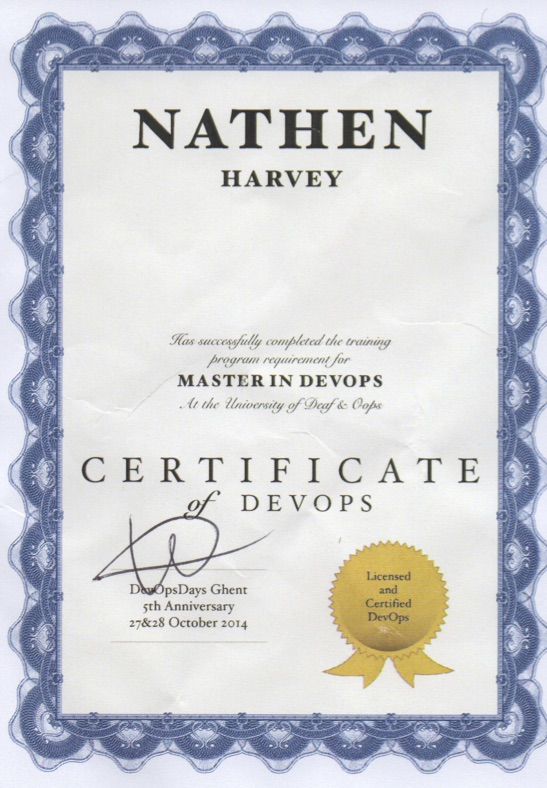 NATHEN
HARVEY
Has successfully completed the training
program requirement for
MASTER IN DEVOPS
At the University of Deaf & Oops
CERTIFICATE
of DEVOPS
DevOpsDays Ghent
5th Anniversary
27&28 October 2014
Licensed
and
Certified
DevOps